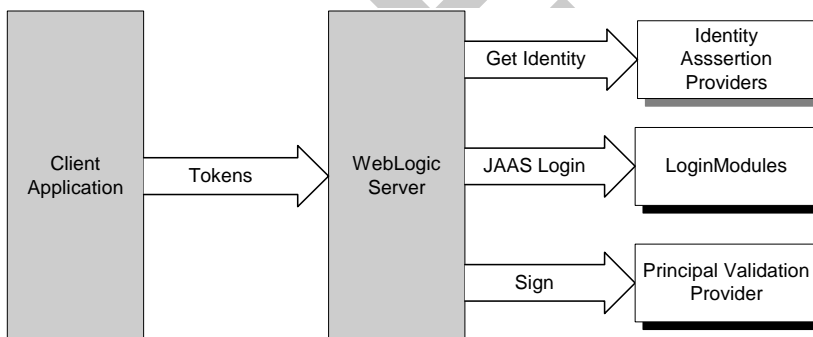 Client
Application
Tokens
WebLogic
Server
Get Identity
Identity
Asssertion
Providers
JAAS Login
LoginModules
Sign
Principal Validation
Provider